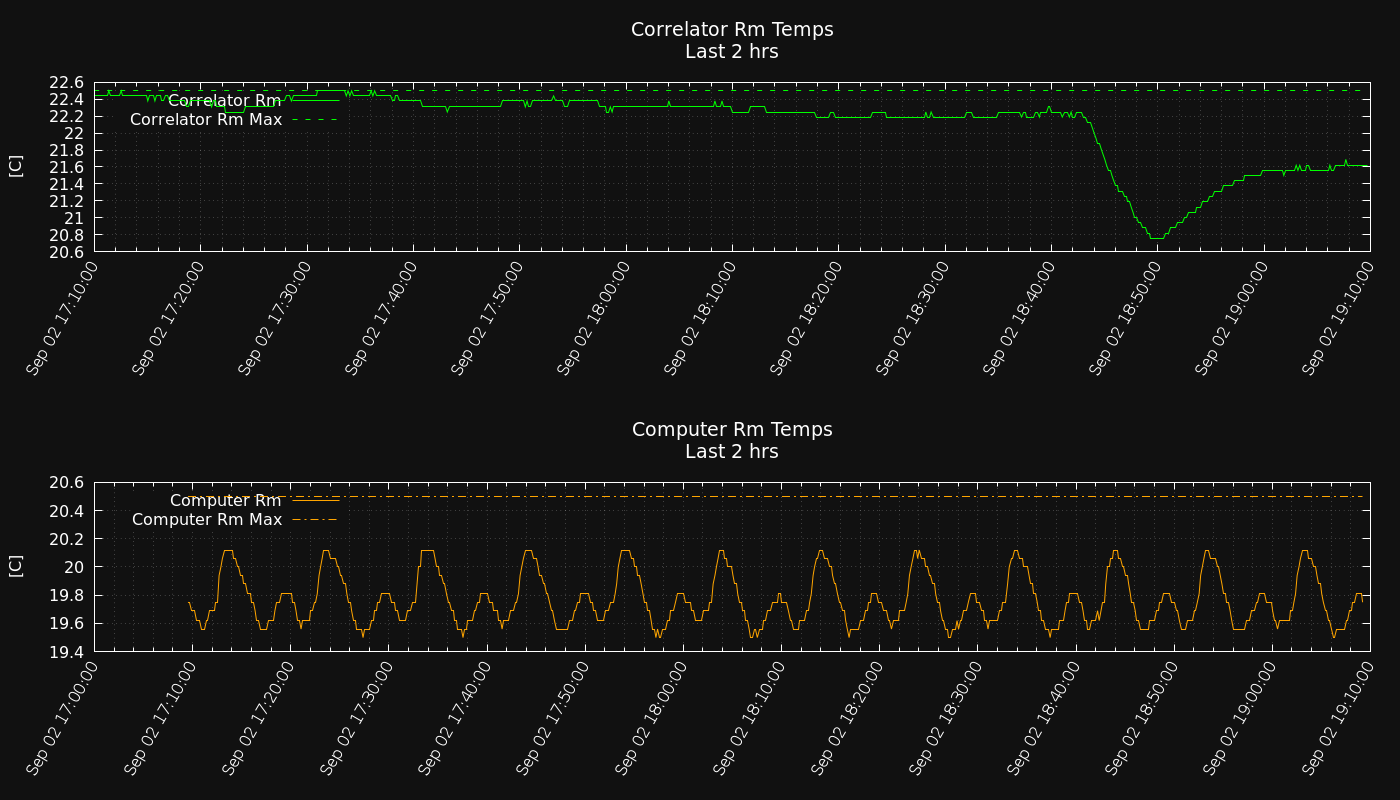 Correlator Rm Temps
Last 2 hrs
22.6
22.4
22.2
22
21.8
21.6
21.4
21.2
21
20.8
20.6
[C]
Correlator Rm
Correlator Rm Max
Sep 02 17:10:00
Sep 02 17:20:00
Sep 02 17:30:00
Sep 02 17:40:00
Sep 02 17:50:00
Sep 02 18:00:00
Sep 02 18:10:00
Sep 02 18:20:00
Sep 02 18:30:00
Sep 02 18:40:00
Sep 02 18:50:00
Sep 02 19:00:00
Sep 02 19:10:00
Computer Rm Temps
Last 2 hrs
20.6
20.4
20.2
20
19.8
19.6
19.4
[C]
Computer Rm
Computer Rm Max
Sep 02 17:00:00
Sep 02 17:10:00
Sep 02 17:20:00
Sep 02 17:30:00
Sep 02 17:40:00
Sep 02 17:50:00
Sep 02 18:00:00
Sep 02 18:10:00
Sep 02 18:20:00
Sep 02 18:30:00
Sep 02 18:40:00
Sep 02 18:50:00
Sep 02 19:00:00
Sep 02 19:10:00